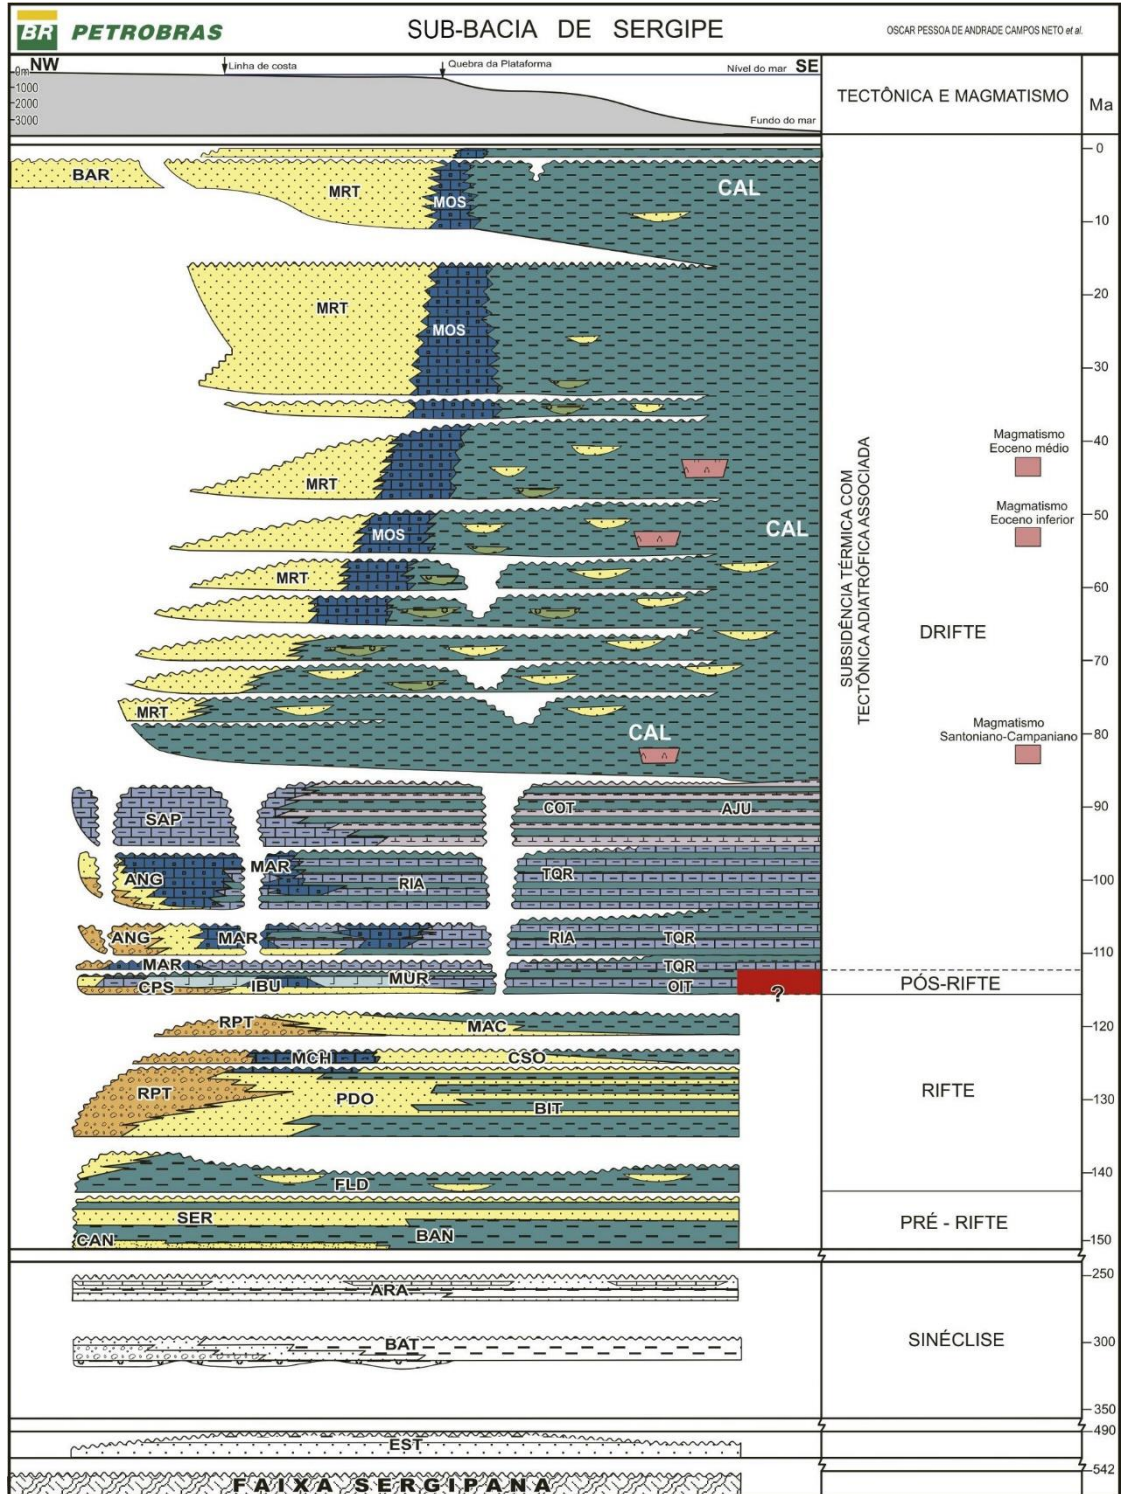 BR PETROBRAS
SUB-BACIA DE SERGIPE
OSCAR PESSOA DE ANDRADE CAMPOS NETO et al.
NW
Linha de costa
Quebra da Plataforma
Nível do mar SE
0m
1000
2000
3000
Fundo do mar
TECTÔNICA E MAGMATISMO
Ma
0
BAR
MRT
MOS
CAL
10
20
MRT
MOS
30
40
Magmatismo
Eoceno médio
MRT
50
Magmatismo
Eoceno inferior
MOS
CAL
SUBSIDÊNCIA TÉRMICA COM
TECTÔNICA ADIATRÓFICA ASSOCIADA
MRT
60
DRIFTE
70
MRT
CAL
80
Magmatismo
Santoniano-Campaniano
SAP
COT
AJU
90
ANG
MAR
RIA
TQR
100
ANG
MAR
RIA
TQR
110
MAR
TQR
CPS
IBU
MUR
OIT
?
PÓS-RIFTE
RPT
MAC
120
MCH
CSO
RPT
PDO
BIT
RIFTE
130
140
FLD
SER
PRÉ - RIFTE
CAN
BAN
150
250
ARA
SINÉCLISE
BAT
300
350
490
EST
542
FAIXA SERGIPANA